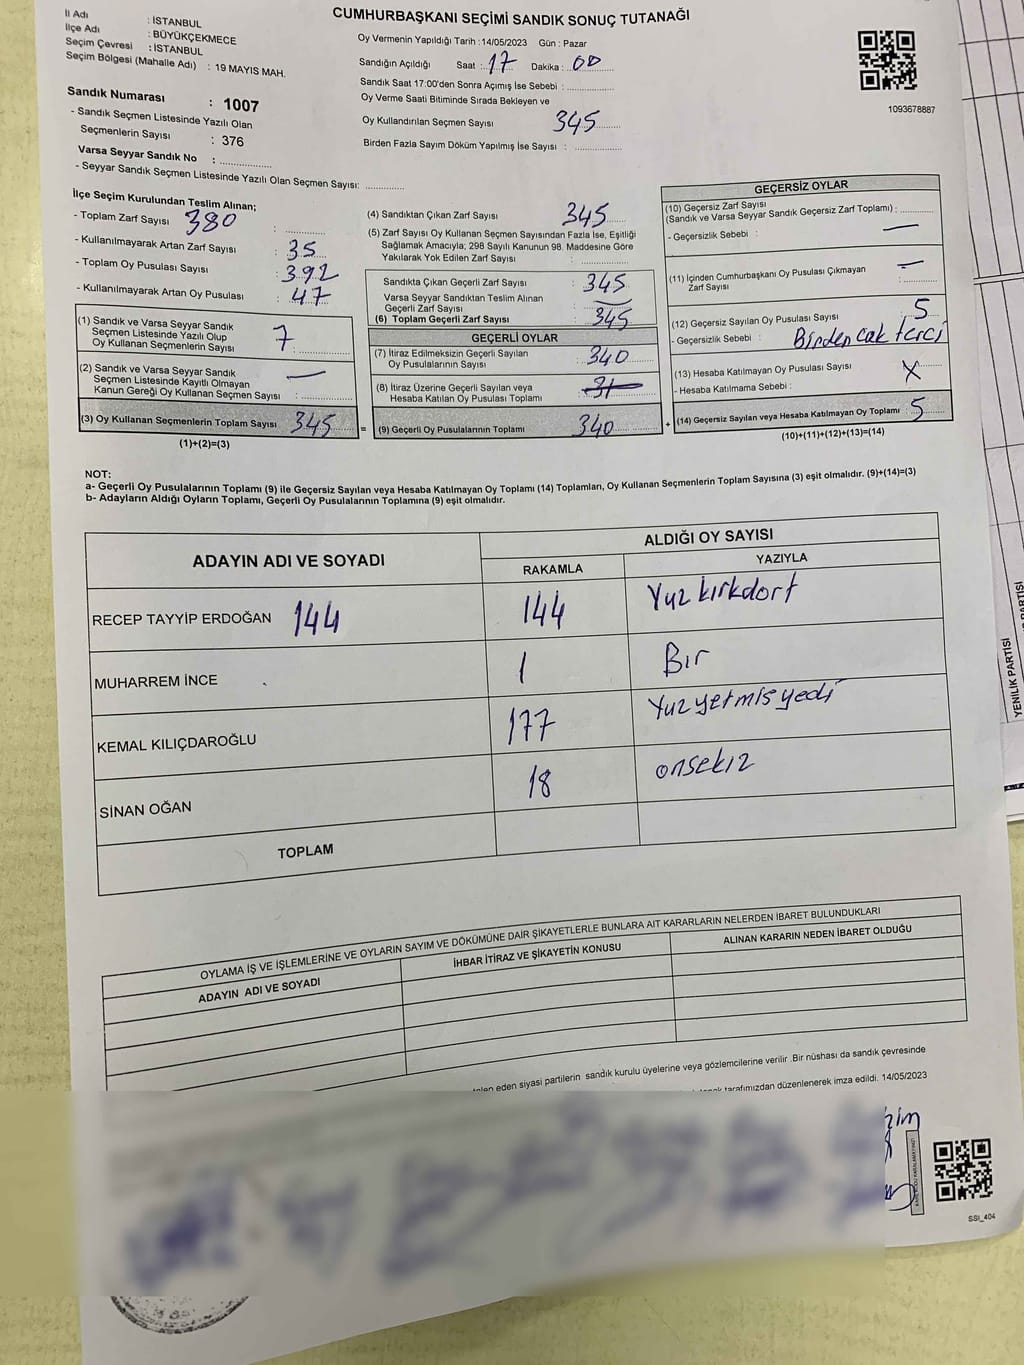 CUMHURBAŞKANI SEÇİMİ SANDIK SONUÇ TUTANAĞI
İl Adı : İSTANBUL
İlçe Adı : BÜYÜKÇEKMECE
Seçim Çevresi : İSTANBUL
Seçim Bölgesi (Mahalle Adı) : 19 MAYIS MAH.
Sandık Numarası : 1007
- Sandık Seçmen Listesinde Yazılı Olan
Seçmenlerin Sayısı : 376
Varsa Seyyar Sandık No :
- Seyyar Sandık Seçmen Listesinde Yazılı Olan Seçmen Sayısı:
Oy Vermenin Yapıldığı Tarih : 14/05/2023 Gün : Pazar
Sandığın Açıldığı Saat : 17 Dakika : 00
Sandık Saat 17:00'den Sonra Açımış İse Sebebi :
Oy Verme Saati Bitiminde Sırada Bekleyen ve
Oy Kullandırılan Seçmen Sayısı 345
Birden Fazla Sayım Döküm Yapılmış İse Sayısı :
1093678887
İlçe Seçim Kurulundan Teslim Alınan;
- Toplam Zarf Sayısı 380 :
- Kullanılmayarak Artan Zarf Sayısı : 35
- Toplam Oy Pusulası Sayısı : 392
- Kullanılmayarak Artan Oy Pusulası : 47
(1) Sandık ve Varsa Seyyar Sandık
Seçmen Listesinde Yazılı Olup
Oy Kullanan Seçmenlerin Sayısı 7 :
(2) Sandık ve Varsa Seyyar Sandık
Seçmen Listesinde Kayıtlı Olmayan
Kanun Gereği Oy Kullanan Seçmen Sayısı : —
(3) Oy Kullanan Seçmenlerin Toplam Sayısı 345
(1)+(2)=(3)
(4) Sandıktan Çıkan Zarf Sayısı 345
(5) Zarf Sayısı Oy Kullanan Seçmen Sayısından Fazla İse, Eşitliği
Sağlamak Amacıyla; 298 Sayılı Kanunun 98. Maddesine Göre
Yakılarak Yok Edilen Zarf Sayısı :
Sandıkta Çıkan Geçerli Zarf Sayısı : 345
Varsa Seyyar Sandıktan Teslim Alınan
Geçerli Zarf Sayısı : —
(6) Toplam Geçerli Zarf Sayısı 345
GEÇERLİ OYLAR
(7) İtiraz Edilmeksizin Geçerli Sayılan
Oy Pusulalarının Sayısı : 340
(8) İtiraz Üzerine Geçerli Sayılan veya
Hesaba Katılan Oy Pusulası Toplamı : 31
= (9) Geçerli Oy Pusulalarının Toplamı 340
GEÇERSİZ OYLAR
(10) Geçersiz Zarf Sayısı
(Sandık ve Varsa Seyyar Sandık Geçersiz Zarf Toplamı) :
- Geçersizlik Sebebi : —
(11) İçinden Cumhurbaşkanı Oy Pusulası Çıkmayan
Zarf Sayısı : —
(12) Geçersiz Sayılan Oy Pusulası Sayısı : 5
- Geçersizlik Sebebi : Birden cok terci
(13) Hesaba Katılmayan Oy Pusulası Sayısı : X
- Hesaba Katılmama Sebebi :
+ (14) Geçersiz Sayılan veya Hesaba Katılmayan Oy Toplamı 5
(10)+(11)+(12)+(13)=(14)
NOT:
a- Geçerli Oy Pusulalarının Toplamı (9) ile Geçersiz Sayılan veya Hesaba Katılmayan Oy Toplamı (14) Toplamları, Oy Kullanan Seçmenlerin Toplam Sayısına (3) eşit olmalıdır. (9)+(14)=(3)
b- Adayların Aldığı Oyların Toplamı, Geçerli Oy Pusulalarının Toplamına (9) eşit olmalıdır.
ADAYIN ADI VE SOYADI ALDIĞI OY SAYISI
RAKAMLA YAZIYLA
RECEP TAYYİP ERDOĞAN 144 144 Yuz kırkdört
MUHARREM İNCE 1 Bır
KEMAL KILIÇDAROĞLU 177 Yuz yetmis yedi
SİNAN OĞAN 18 onsekız
TOPLAM
OYLAMA İŞ VE İŞLEMLERİNE VE OYLARIN SAYIM VE DÖKÜMÜNE DAİR ŞİKAYETLERLE BUNLARA AİT KARARLARIN NELERDEN İBARET BULUNDUKLARI
ADAYIN ADI VE SOYADI İHBAR İTİRAZ VE ŞİKAYETİN KONUSU ALINAN KARARIN NEDEN İBARET OLDUĞU
eden siyasi partilerin sandık kurulu üyelerine veya gözlemcilerine verilir .Bir nüshası da sandık çevresinde
tarafımızdan düzenlenerek imza edildi. 14/05/2023
SSI_404
YENİLİK PARTİSİ